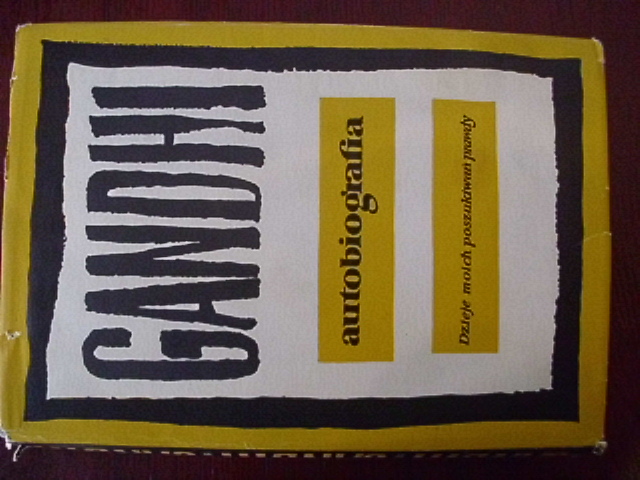 GANDHI
autobiografia
Dzieje moich poszukiwań prawdy